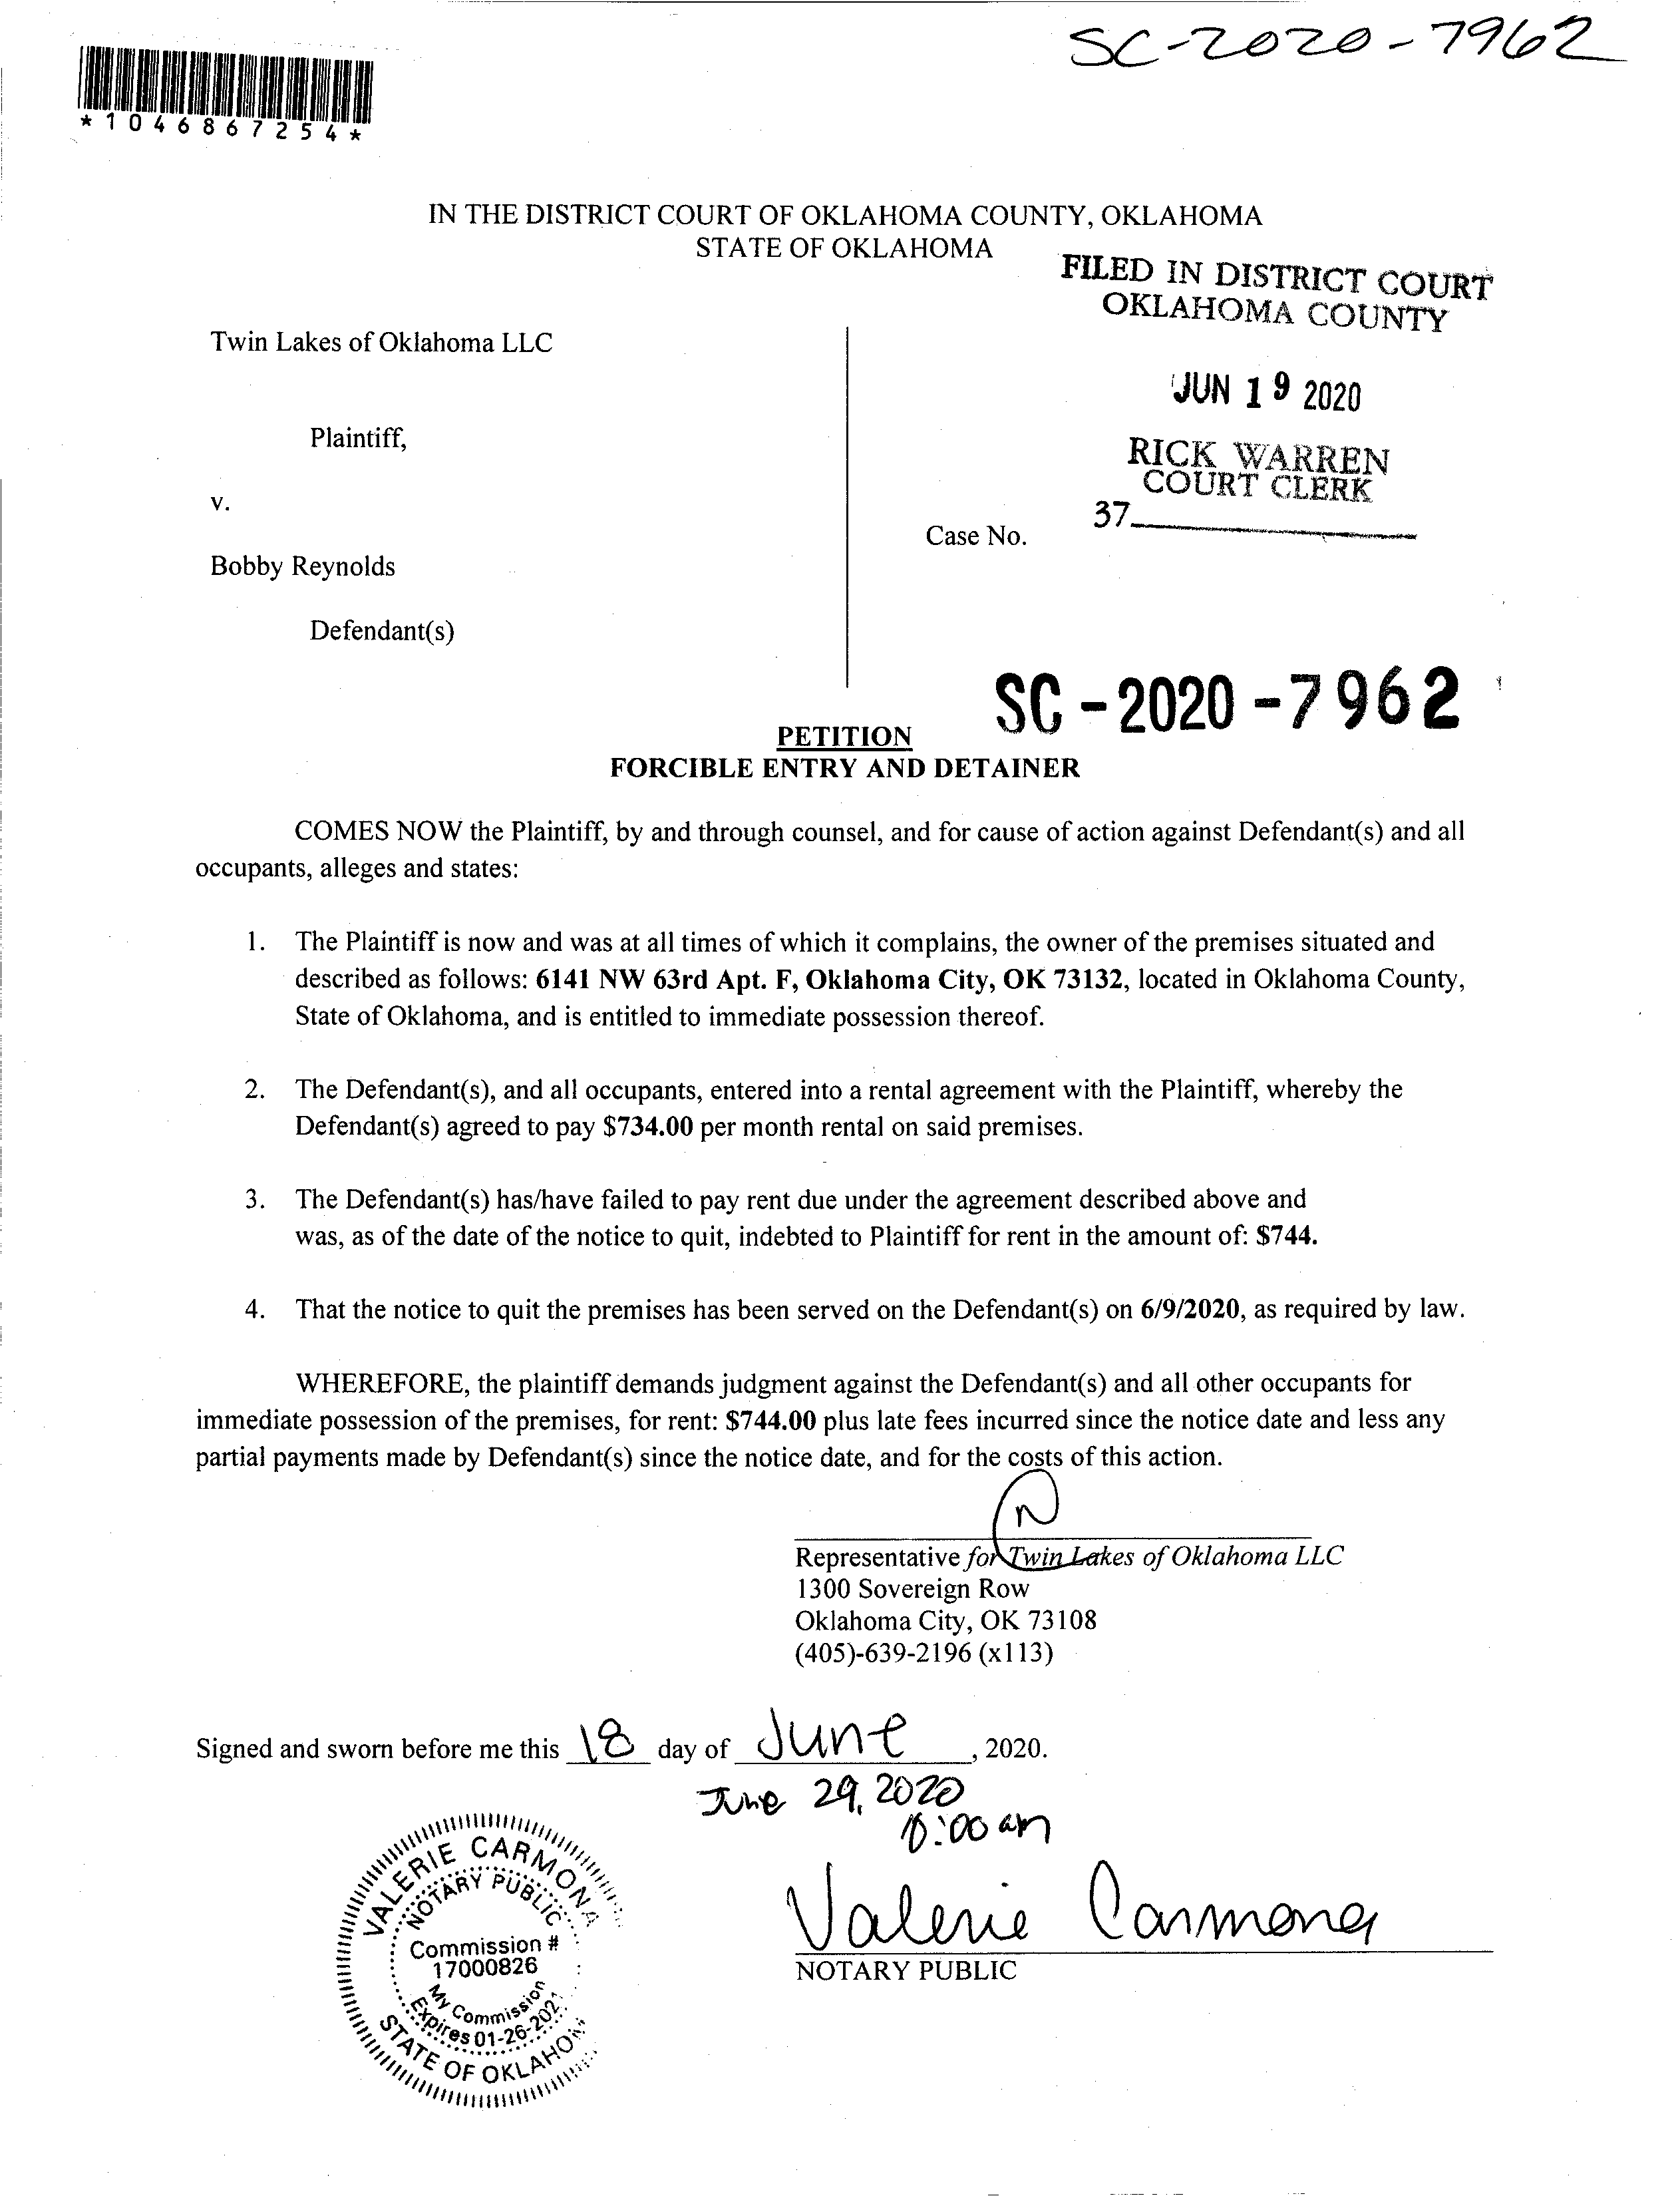 SC-2020-7962
*1046867254*
IN THE DISTRICT COURT OF OKLAHOMA COUNTY, OKLAHOMA
STATE OF OKLAHOMA
FILED IN DISTRICT COURT
OKLAHOMA COUNTY
Twin Lakes of Oklahoma LLC
JUN 19 2020
Plaintiff,
RICK WARREN
COURT CLERK
v.
37
Case No.
Bobby Reynolds
Defendant(s)
SC-2020-7962
PETITION
FORCIBLE ENTRY AND DETAINER
COMES NOW the Plaintiff, by and through counsel, and for cause of action against Defendant(s) and all
occupants, alleges and states:
1. The Plaintiff is now and was at all times of which it complains, the owner of the premises situated and
described as follows: 6141 NW 63rd Apt. F, Oklahoma City, OK 73132, located in Oklahoma County,
State of Oklahoma, and is entitled to immediate possession thereof.
2. The Defendant(s), and all occupants, entered into a rental agreement with the Plaintiff, whereby the
Defendant(s) agreed to pay $734.00 per month rental on said premises.
3. The Defendant(s) has/have failed to pay rent due under the agreement described above and
was, as of the date of the notice to quit, indebted to Plaintiff for rent in the amount of: $744.
4. That the notice to quit the premises has been served on the Defendant(s) on 6/9/2020, as required by law.
WHEREFORE, the plaintiff demands judgment against the Defendant(s) and all other occupants for
immediate possession of the premises, for rent: $744.00 plus late fees incurred since the notice date and less any
partial payments made by Defendant(s) since the notice date, and for the costs of this action.
Representative for Twin Lakes of Oklahoma LLC
1300 Sovereign Row
Oklahoma City, OK 73108
(405)-639-2196 (x113)
Signed and sworn before me this 18 day of June, 2020.
June 29, 2020
VALERIE CARMONA
NOTARY PUBLIC
Commission #
17000826
My Commission
Expires 01-26-2021
STATE OF OKLAHOMA
Valerie Carmona
NOTARY PUBLIC